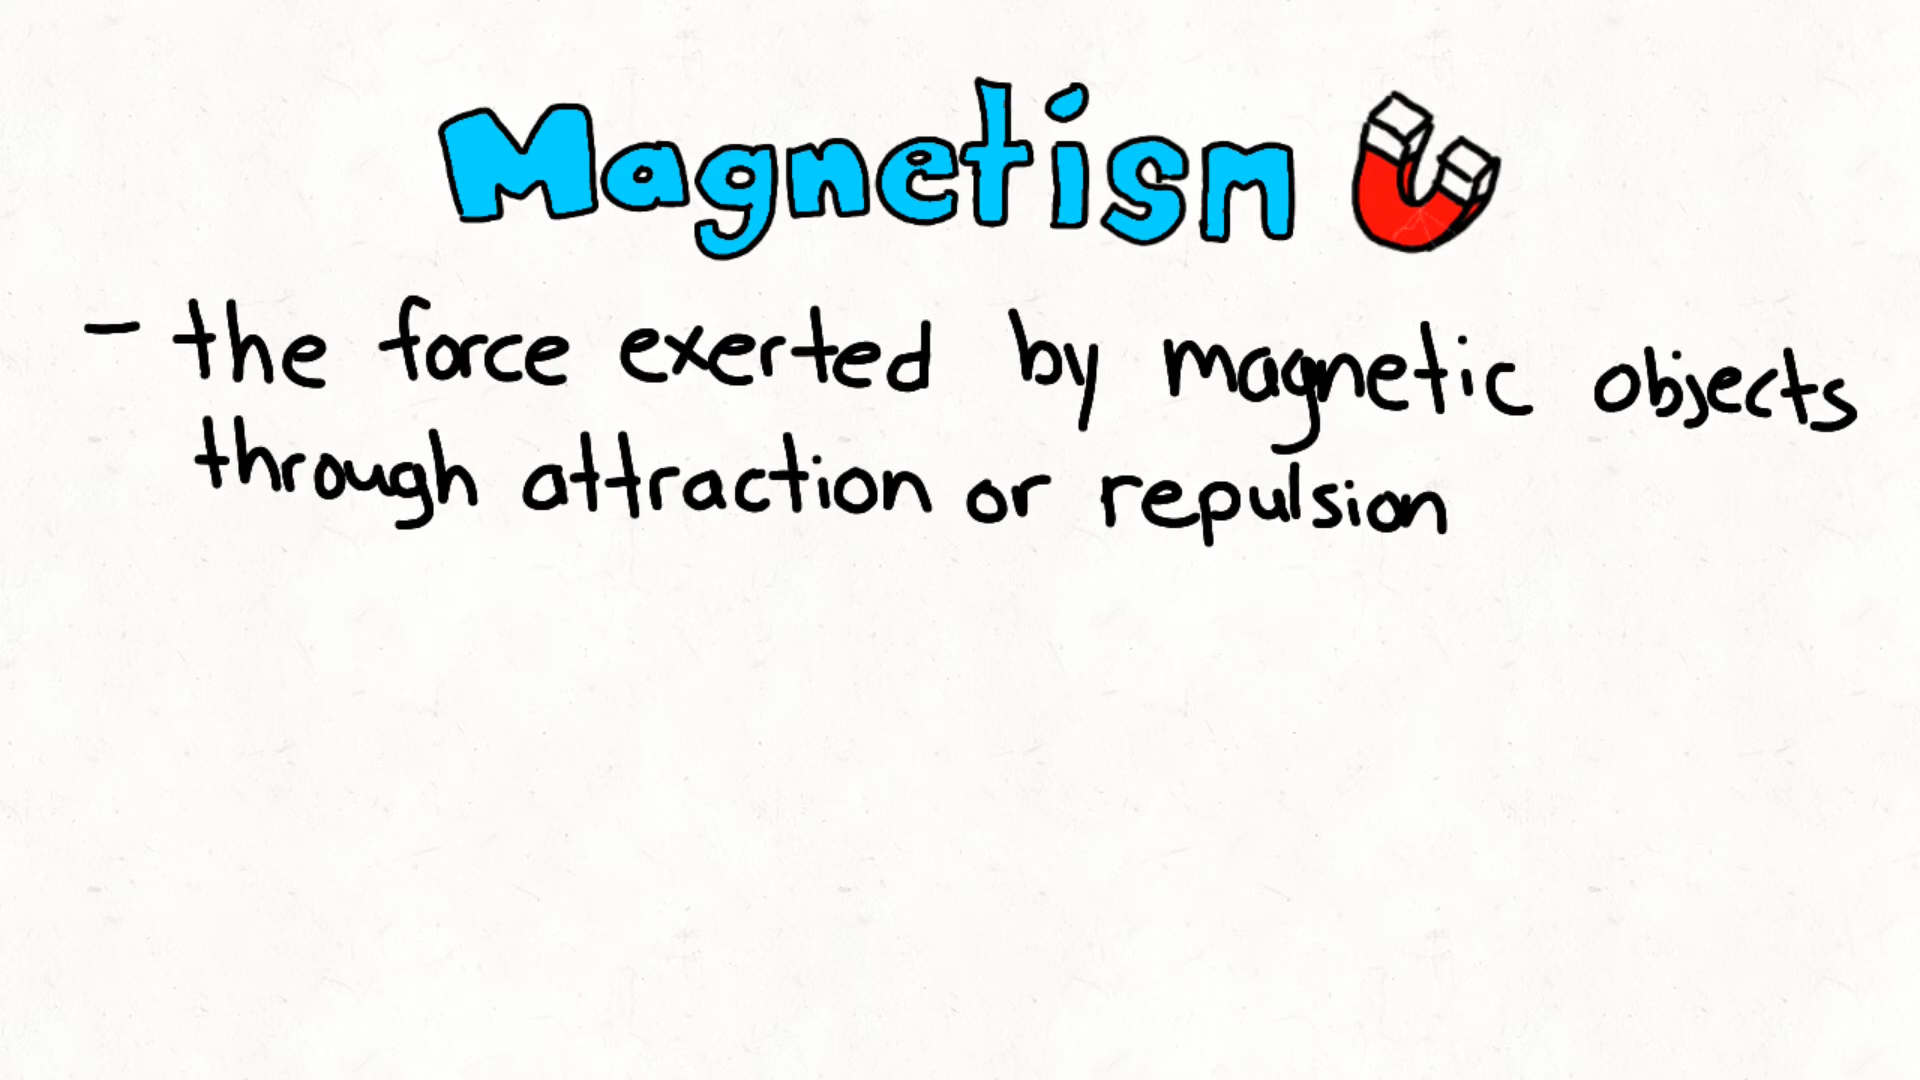 Magnetism
- the force exerted by magnetic objects
through attraction or repulsion